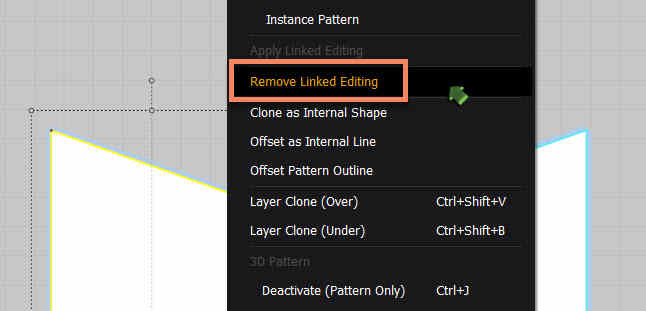 Instance Pattern
Apply Linked Editing
Remove Linked Editing
Clone as Internal Shape
Offset as Internal Line
Offset Pattern Outline
Layer Clone (Over) Ctrl+Shift+V
Layer Clone (Under) Ctrl+Shift+B
3D Pattern
Deactivate (Pattern Only) Ctrl+J